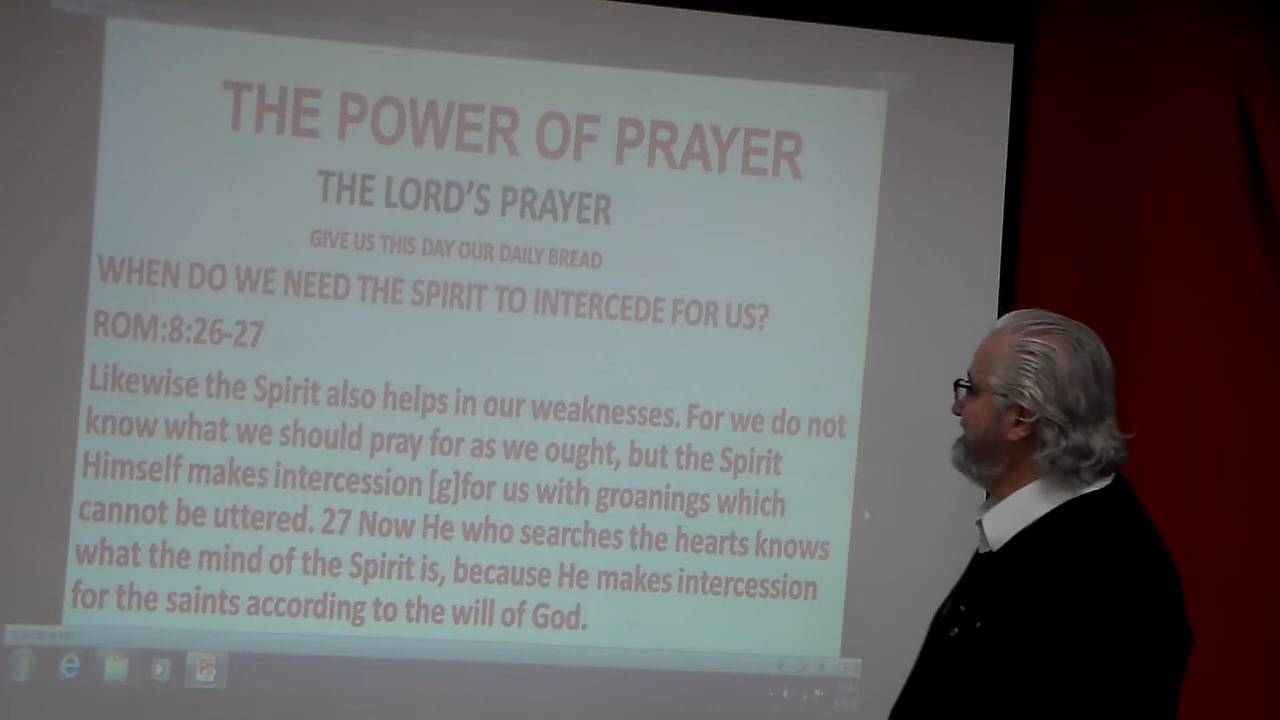 THE POWER OF PRAYER
THE LORD'S PRAYER
GIVE US THIS DAY OUR DAILY BREAD
WHEN DO WE NEED THE SPIRIT TO INTERCEDE FOR US?
ROM:8:26-27
Likewise the Spirit also helps in our weaknesses. For we do not
know what we should pray for as we ought, but the Spirit
Himself makes intercession [g]for us with groanings which
cannot be uttered. 27 Now He who searches the hearts knows
what the mind of the Spirit is, because He makes intercession
for the saints according to the will of God.